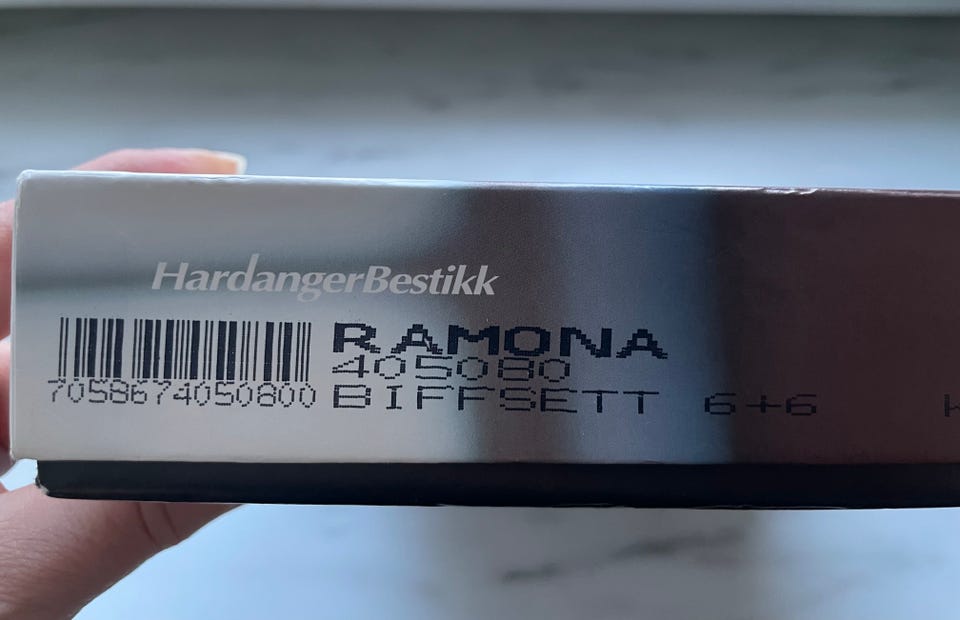 HardangerBestikk
RAMONA
405080
7058674050800
BIFFSETT 6+6